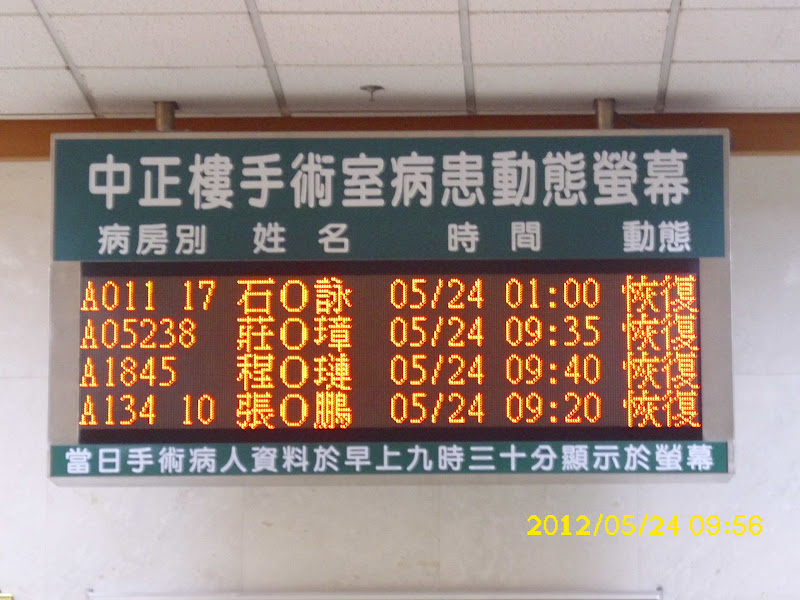 中正樓手術室病患動態螢幕
病房別 姓名 時間 動態
A011 17 石O詠 05/24 01:00 恢復
A05238 莊O璋 05/24 09:35 恢復
A1845 程O璉 05/24 09:40 恢復
A134 10 張O鵬 05/24 09:20 恢復
當日手術病人資料於早上九時三十分顯示於螢幕
2012/05/24 09:56